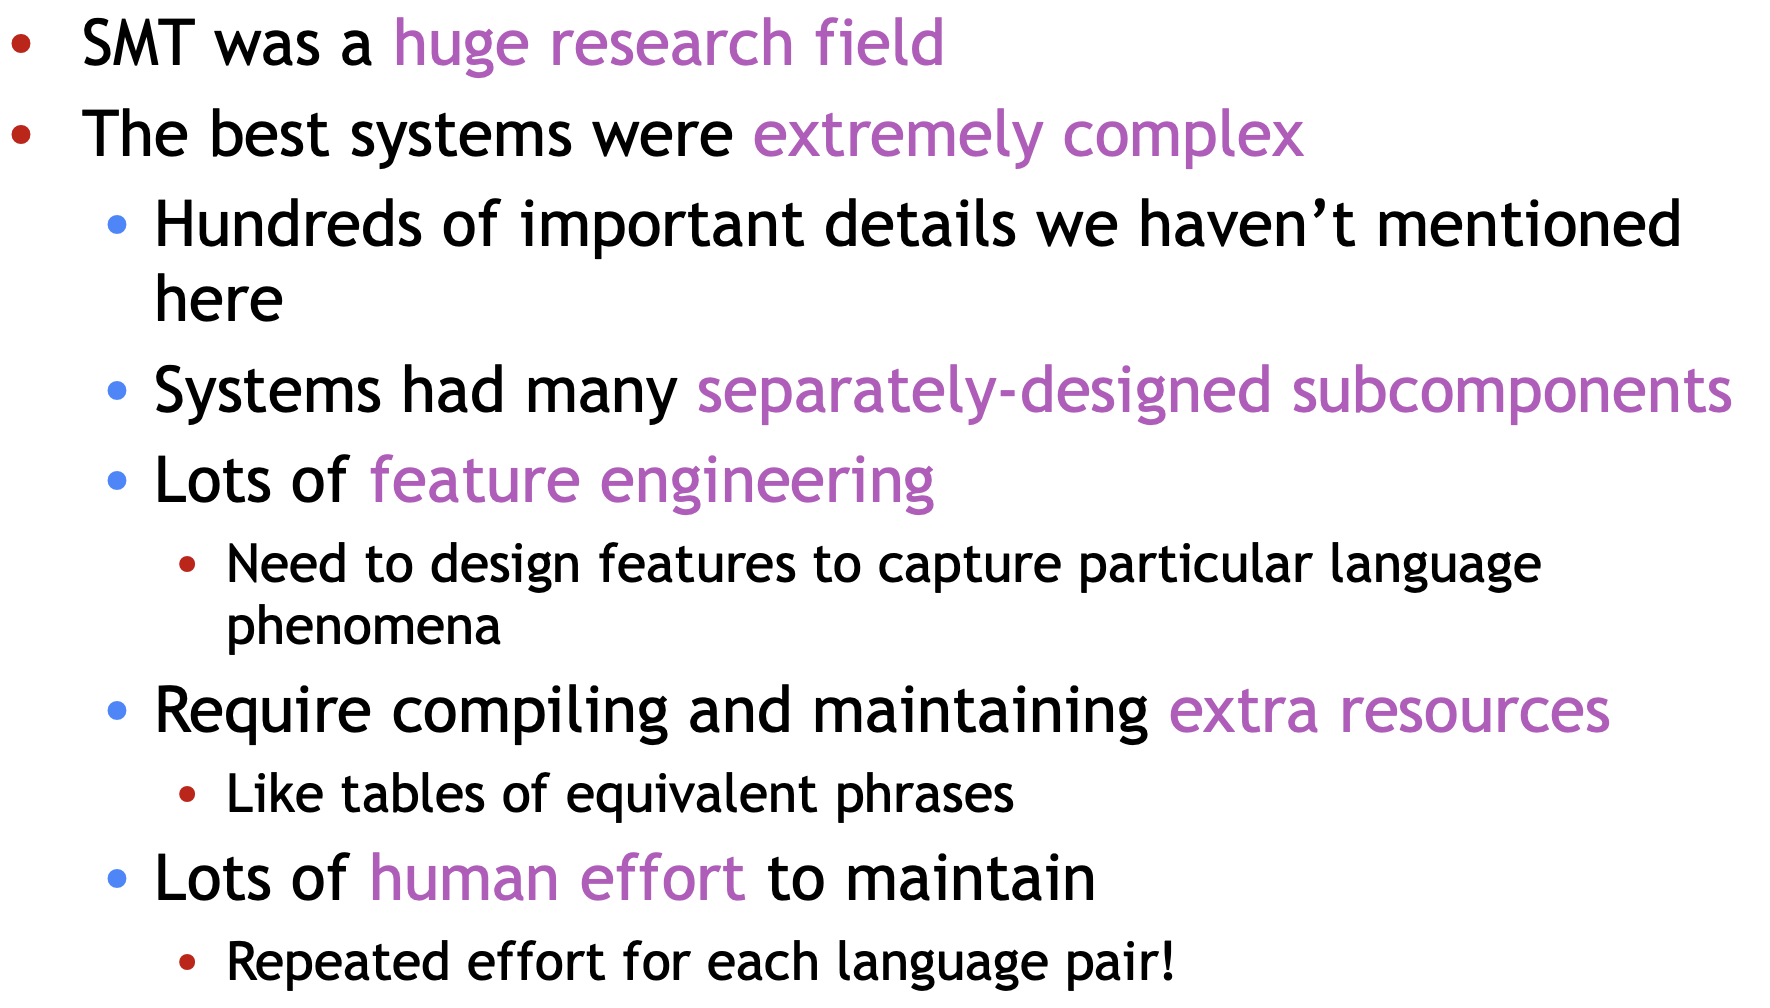 • SMT was a huge research field
• The best systems were extremely complex
• Hundreds of important details we haven’t mentioned
here
• Systems had many separately-designed subcomponents
• Lots of feature engineering
• Need to design features to capture particular language
phenomena
• Require compiling and maintaining extra resources
• Like tables of equivalent phrases
• Lots of human effort to maintain
• Repeated effort for each language pair!